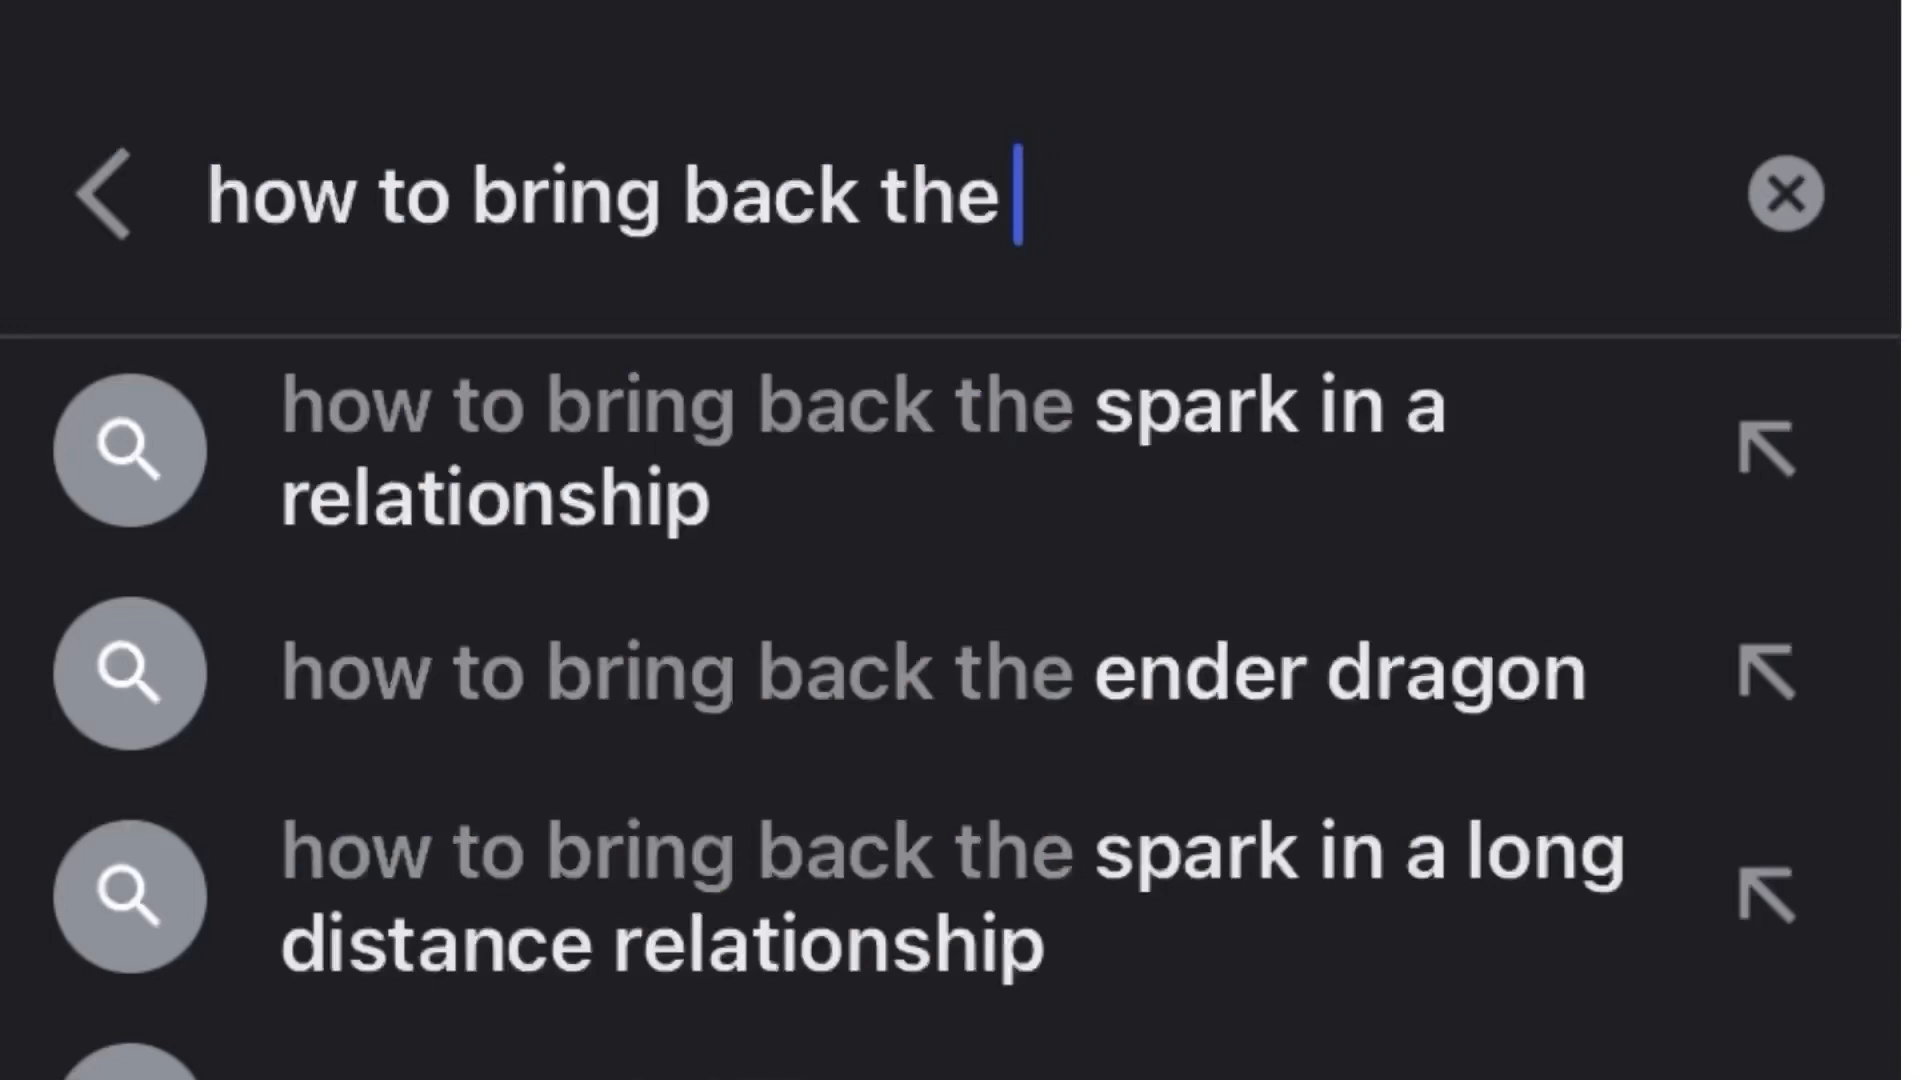 how to bring back the
how to bring back the spark in a
relationship
how to bring back the ender dragon
how to bring back the spark in a long
distance relationship